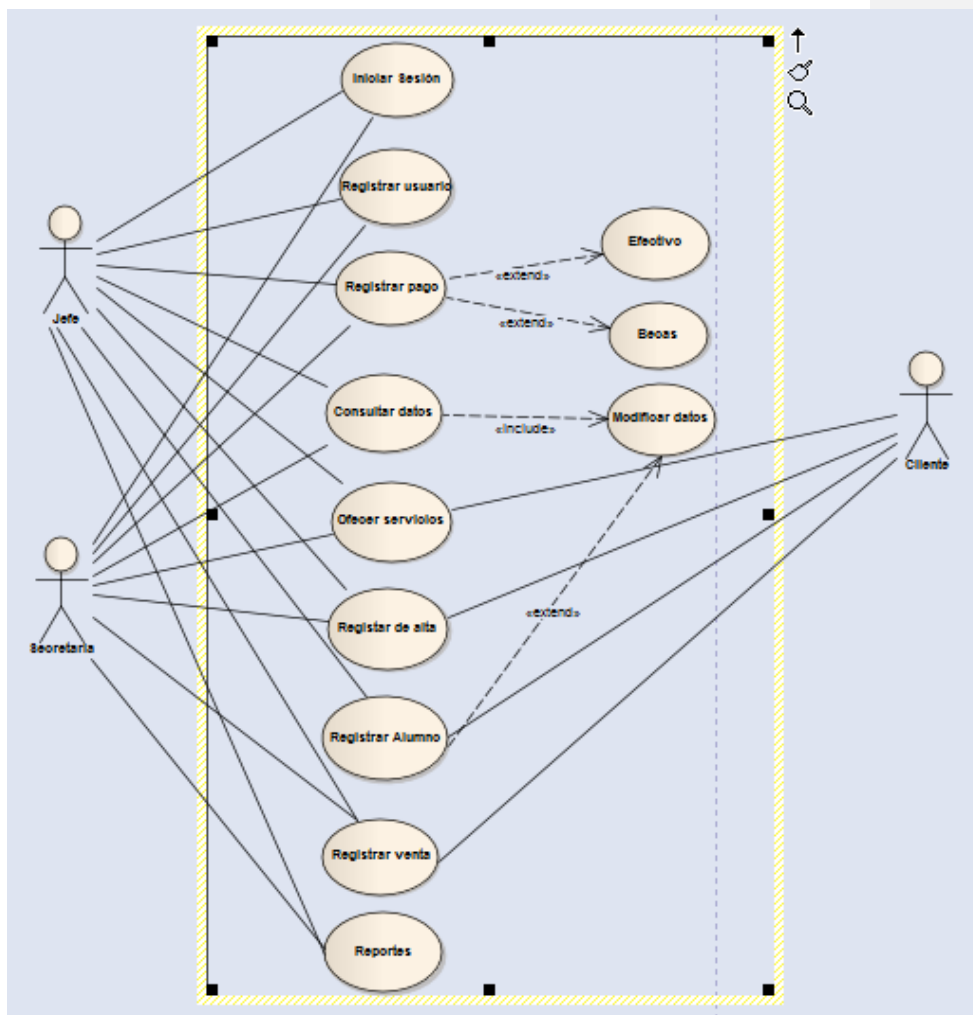 Iniciar Sesión
Registrar usuario
Efectivo
Registrar pago
«extend»
Jefe
«extend»
Becas
Consultar datos
Modificar datos
«include»
Cliente
Ofecer servicios
«extend»
Registar de alta
Secretaria
Registrar Alumno
Registrar venta
Reportes